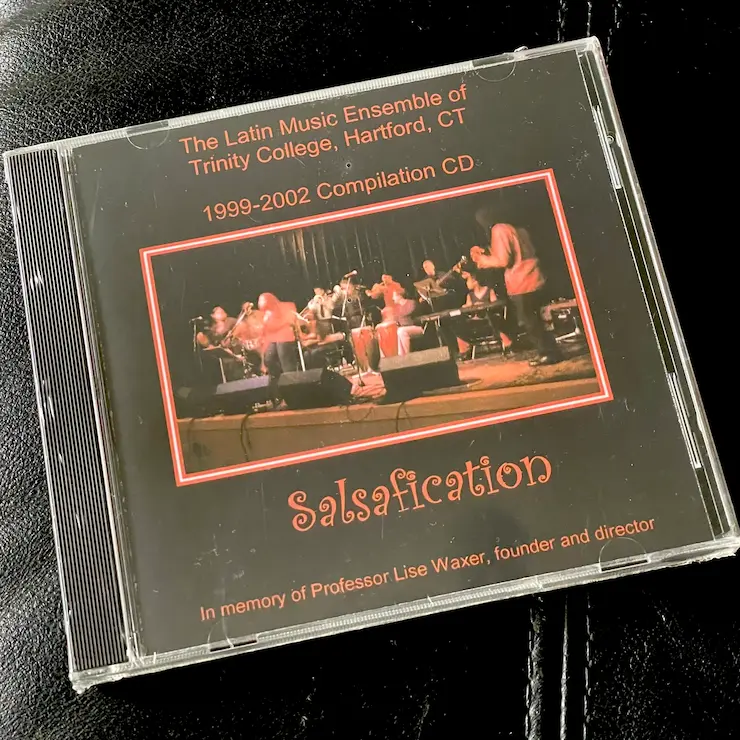 The Latin Music Ensemble of
Trinity College, Hartford, CT
1999-2002 Compilation CD
Salsafication
In memory of Professor Lise Waxer, founder and director